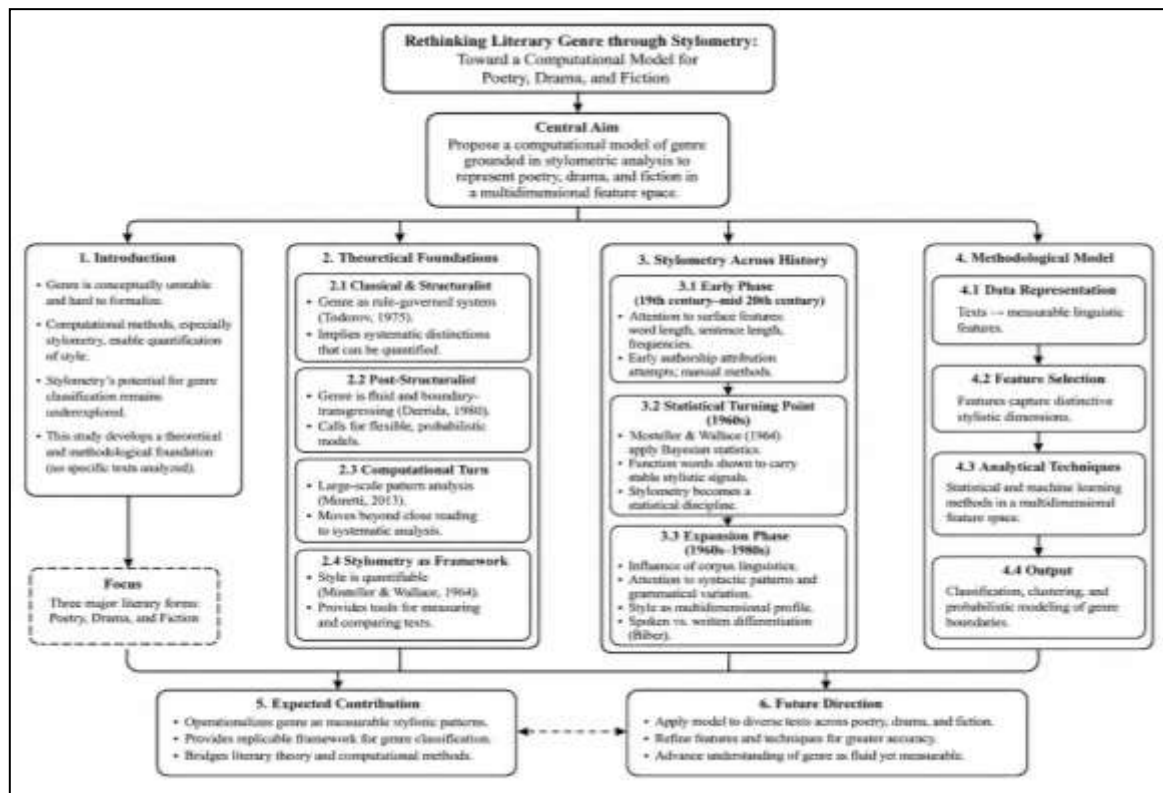 Rethinking Literary Genre through Stylometry:
Toward a Computational Model for
Poetry, Drama, and Fiction
Central Aim
Propose a computational model of genre
grounded in stylometric analysis to
represent poetry, drama, and fiction in
a multidimensional feature space.
1. Introduction
• Genre is conceptually unstable
and hard to formalize.
• Computational methods, especially
stylometry, enable quantification
of style.
• Stylometry's potential for genre
classification remains
underexplored.
• This study develops a theoretical
and methodological foundation
(no specific texts analyzed).
Focus
Three major literary forms:
Poetry, Drama, and Fiction
2. Theoretical Foundations
2.1 Classical & Structuralist
• Genre as rule-governed system
(Todorov, 1975).
• Implies systematic distinctions
that can be quantified.
2.2 Post-Structuralist
• Genre is fluid and boundary-
transgressing (Derrida, 1980).
• Calls for flexible, probabilistic
models.
2.3 Computational Turn
• Large-scale pattern analysis
(Moretti, 2013).
• Moves beyond close reading
to systematic analysis.
2.4 Stylometry as Framework
• Style is quantifiable
(Mosteller & Wallace, 1964).
• Provides tools for measuring
and comparing texts.
3. Stylometry Across History
3.1 Early Phase
(19th century–mid 20th century)
• Attention to surface features:
word length, sentence length,
frequencies.
• Early authorship attribution
attempts; manual methods.
3.2 Statistical Turning Point
(1960s)
• Mosteller & Wallace (1964)
apply Bayesian statistics.
• Function words shown to carry
stable stylistic signals.
• Stylometry becomes a
statistical discipline.
3.3 Expansion Phase
(1960s–1980s)
• Influence of corpus linguistics.
• Attention to syntactic patterns and
grammatical variation.
• Style as multidimensional profile.
• Spoken vs. written differentiation
(Biber).
4. Methodological Model
4.1 Data Representation
Texts → measurable linguistic
features.
4.2 Feature Selection
Features capture distinctive
stylistic dimensions.
4.3 Analytical Techniques
Statistical and machine learning
methods in a multidimensional
feature space.
4.4 Output
Classification, clustering, and
probabilistic modeling of genre
boundaries.
5. Expected Contribution
• Operationalizes genre as measurable stylistic patterns.
• Provides replicable framework for genre classification.
• Bridges literary theory and computational methods.
6. Future Direction
• Apply model to diverse texts across poetry, drama, and fiction.
• Refine features and techniques for greater accuracy.
• Advance understanding of genre as fluid yet measurable.